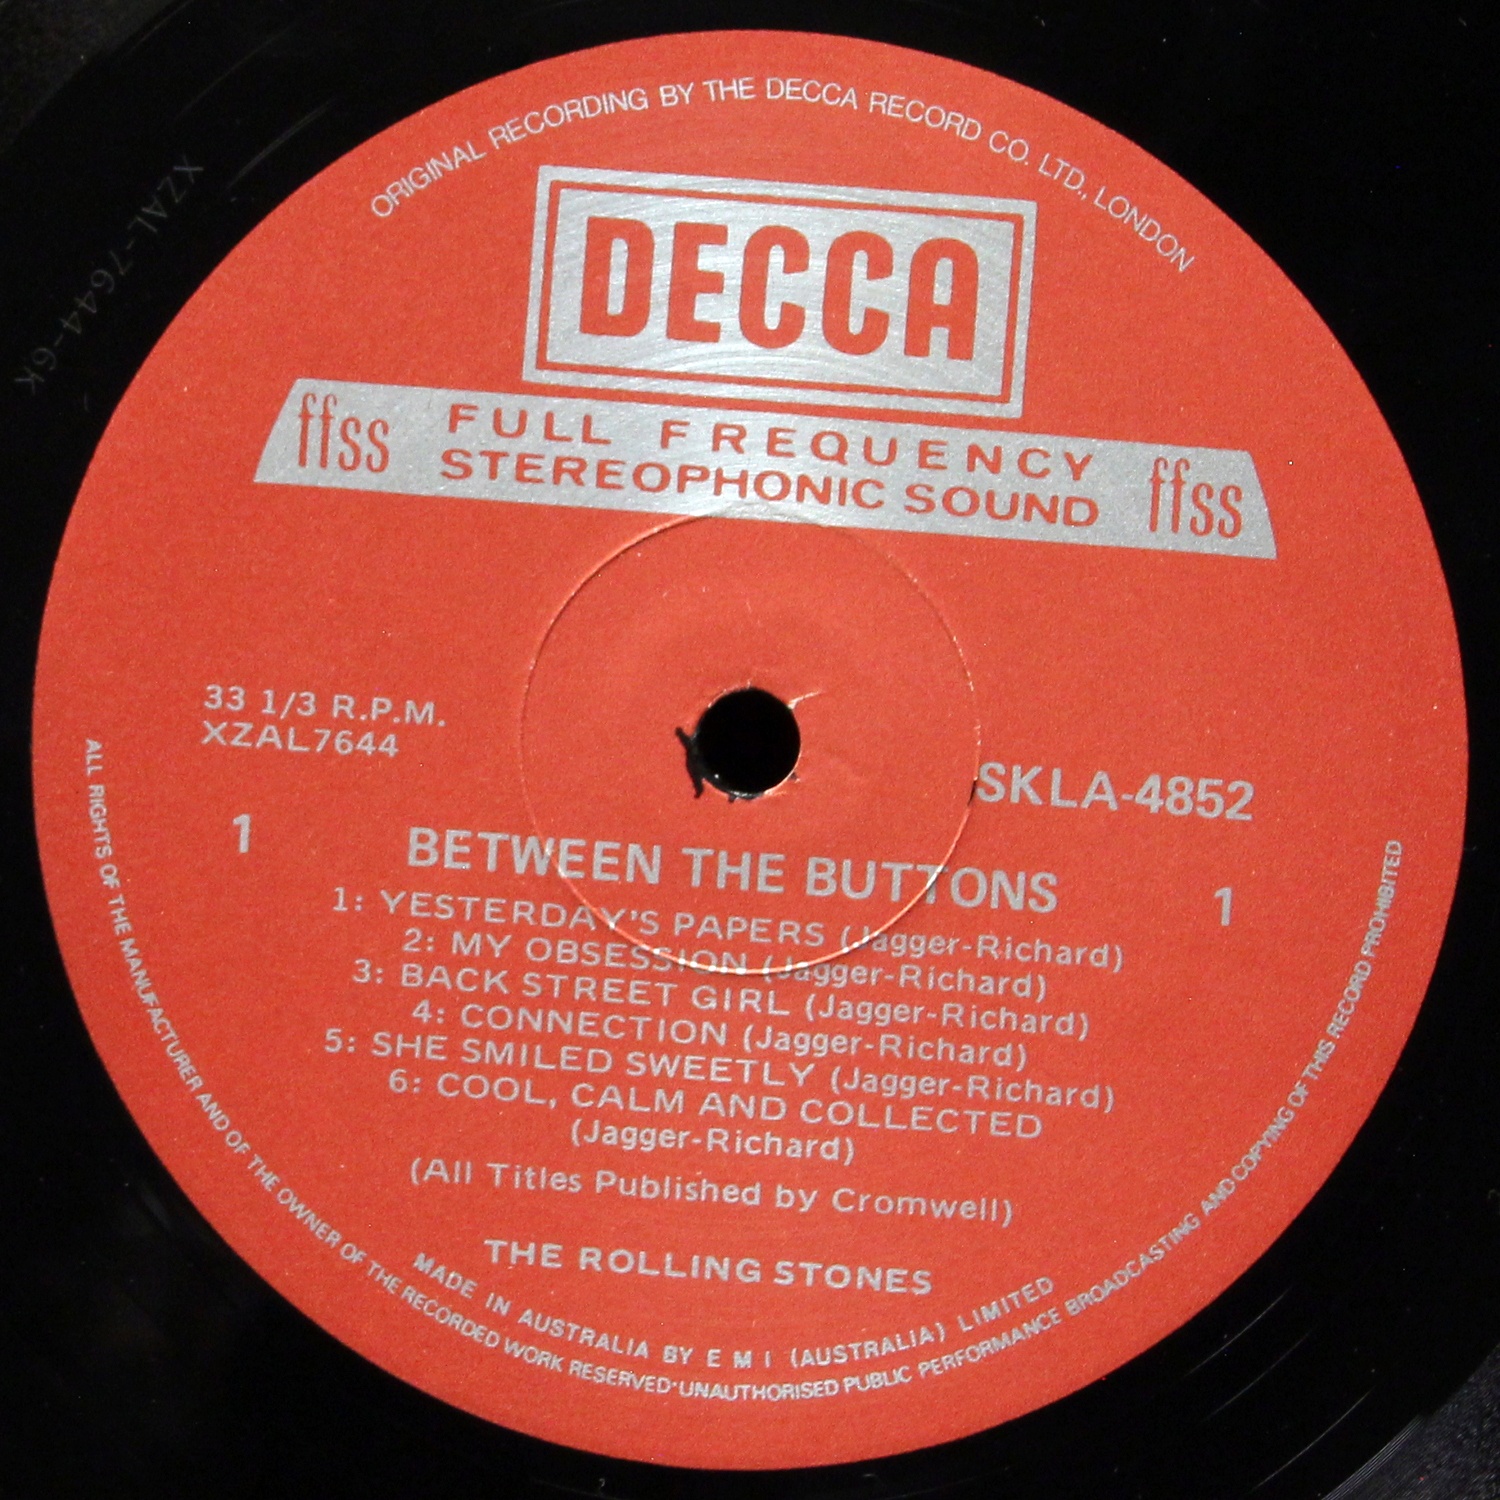 ORIGINAL RECORDING BY THE DECCA RECORD CO. LTD., LONDON
DECCA
ffss FULL FREQUENCY ffss
STEREOPHONIC SOUND
33 1/3 R.P.M.
XZAL7644
SKLA-4852
1 BETWEEN THE BUTTONS 1
1: YESTERDAY'S PAPERS (Jagger-Richard)
2: MY OBSESSION (Jagger-Richard)
3: BACK STREET GIRL (Jagger-Richard)
4: CONNECTION (Jagger-Richard)
5: SHE SMILED SWEETLY (Jagger-Richard)
6: COOL, CALM AND COLLECTED
(Jagger-Richard)
(All Titles Published by Cromwell)
THE ROLLING STONES
MADE IN AUSTRALIA BY E M I (AUSTRALIA) LIMITED
ALL RIGHTS OF THE MANUFACTURER AND OF THE OWNER OF THE RECORDED WORK RESERVED·UNAUTHORISED PUBLIC PERFORMANCE BROADCASTING AND COPYING OF THIS RECORD PROHIBITED
XZAL-7644-6K